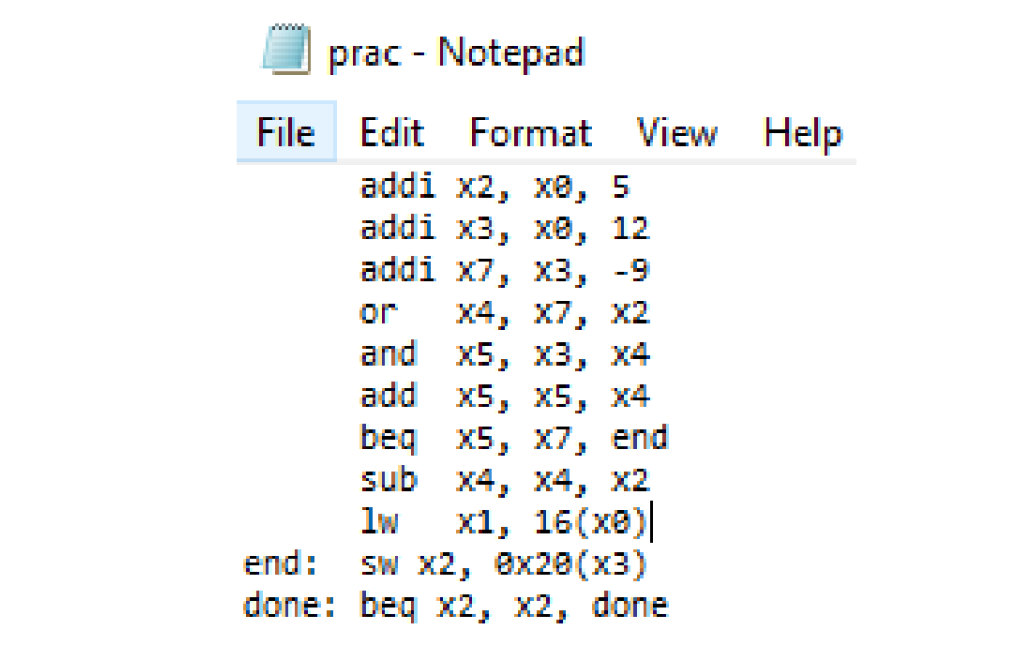 prac - Notepad
File Edit Format View Help
addi x2, x0, 5
addi x3, x0, 12
addi x7, x3, -9
or x4, x7, x2
and x5, x3, x4
add x5, x5, x4
beq x5, x7, end
sub x4, x4, x2
lw x1, 16(x0)
end: sw x2, 0x20(x3)
done: beq x2, x2, done